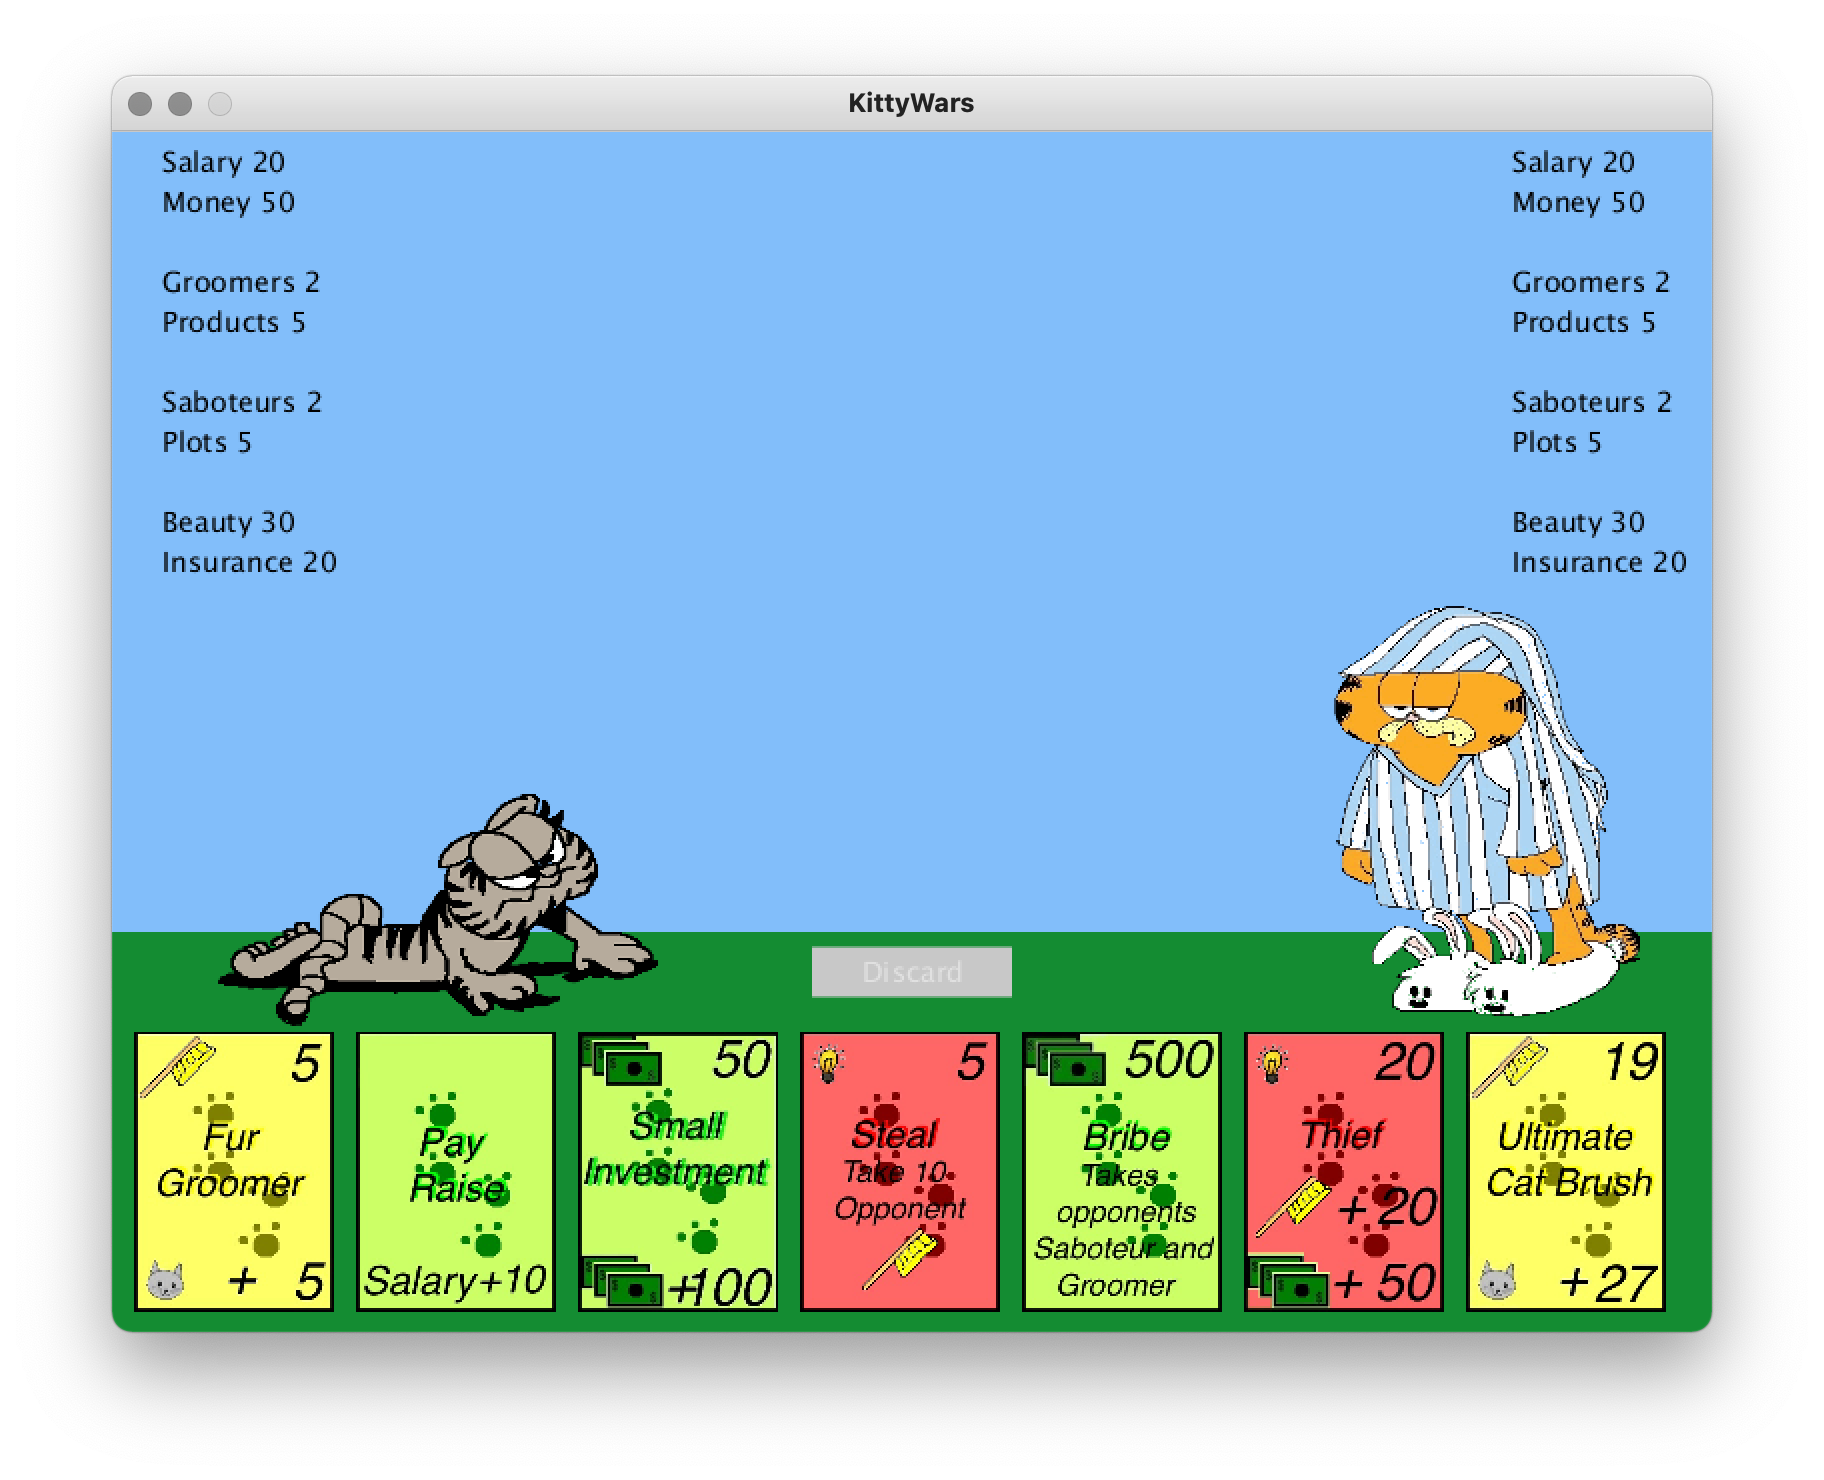 KittyWars
Salary 20
Money 50
Groomers 2
Products 5
Saboteurs 2
Plots 5
Beauty 30
Insurance 20
Salary 20
Money 50
Groomers 2
Products 5
Saboteurs 2
Plots 5
Beauty 30
Insurance 20
Discard
5
Fur
Groomer
+ 5
Pay
Raise
Salary+10
50
Small
Investment
+100
5
Steal
Take 10
Opponent
500
Bribe
Takes
opponents
Saboteur and
Groomer
20
Thief
+20
+ 50
19
Ultimate
Cat Brush
+27